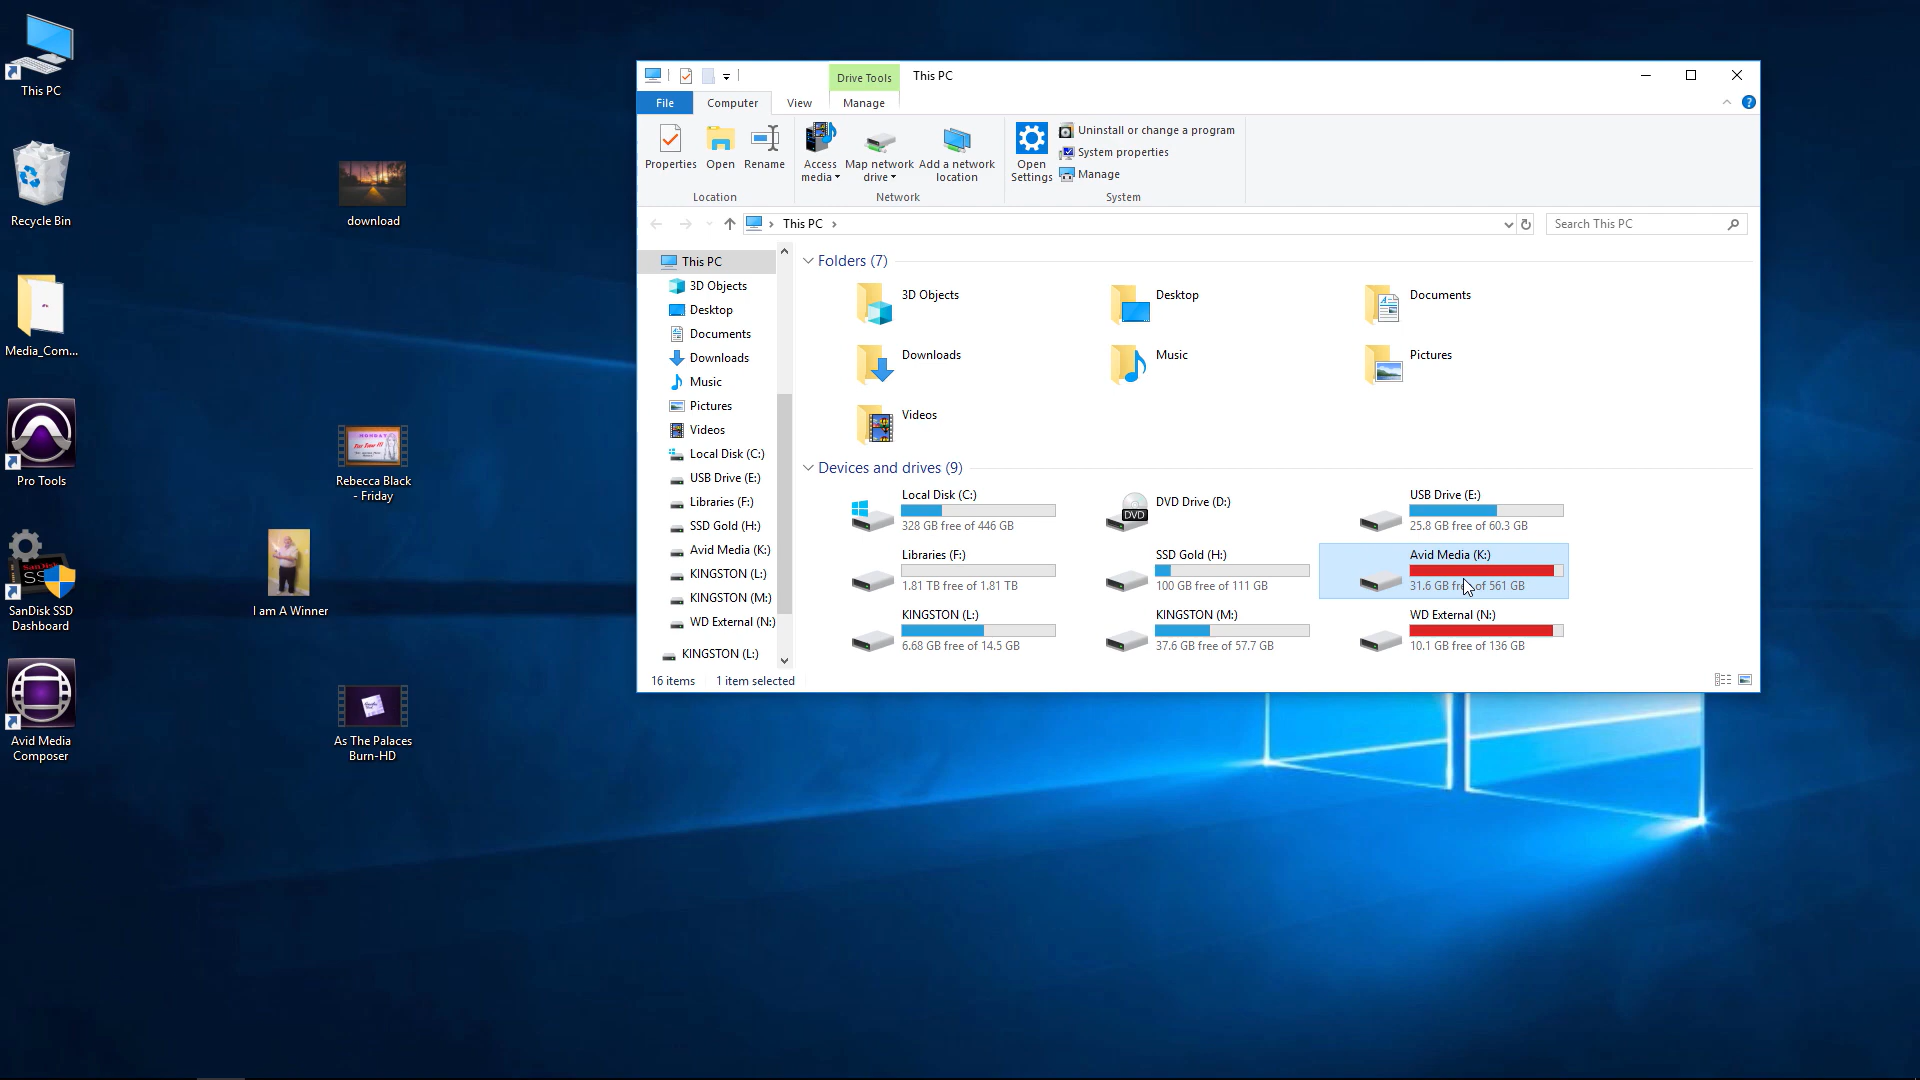 This PC
Recycle Bin
Media_Com...
Pro Tools
SanDisk SSD
Dashboard
Avid Media
Composer
download
Rebecca Black
- Friday
I am A Winner
As The Palaces
Burn-HD
Drive Tools
This PC
File
Computer
View
Manage
Properties
Open
Rename
Access
media
Map network
drive
Add a network
location
Open
Settings
Uninstall or change a program
System properties
Manage
Location
Network
System
This PC
Search This PC
This PC
3D Objects
Desktop
Documents
Downloads
Music
Pictures
Videos
Local Disk (C:)
USB Drive (E:)
Libraries (F:)
SSD Gold (H:)
Avid Media (K:)
KINGSTON (L:)
KINGSTON (M:)
WD External (N:)
KINGSTON (L:)
Folders (7)
3D Objects
Desktop
Documents
Downloads
Music
Pictures
Videos
Devices and drives (9)
Local Disk (C:)
328 GB free of 446 GB
DVD Drive (D:)
DVD
USB Drive (E:)
25.8 GB free of 60.3 GB
Libraries (F:)
1.81 TB free of 1.81 TB
SSD Gold (H:)
100 GB free of 111 GB
Avid Media (K:)
31.6 GB free of 561 GB
KINGSTON (L:)
6.68 GB free of 14.5 GB
KINGSTON (M:)
37.6 GB free of 57.7 GB
WD External (N:)
10.1 GB free of 136 GB
16 items
1 item selected